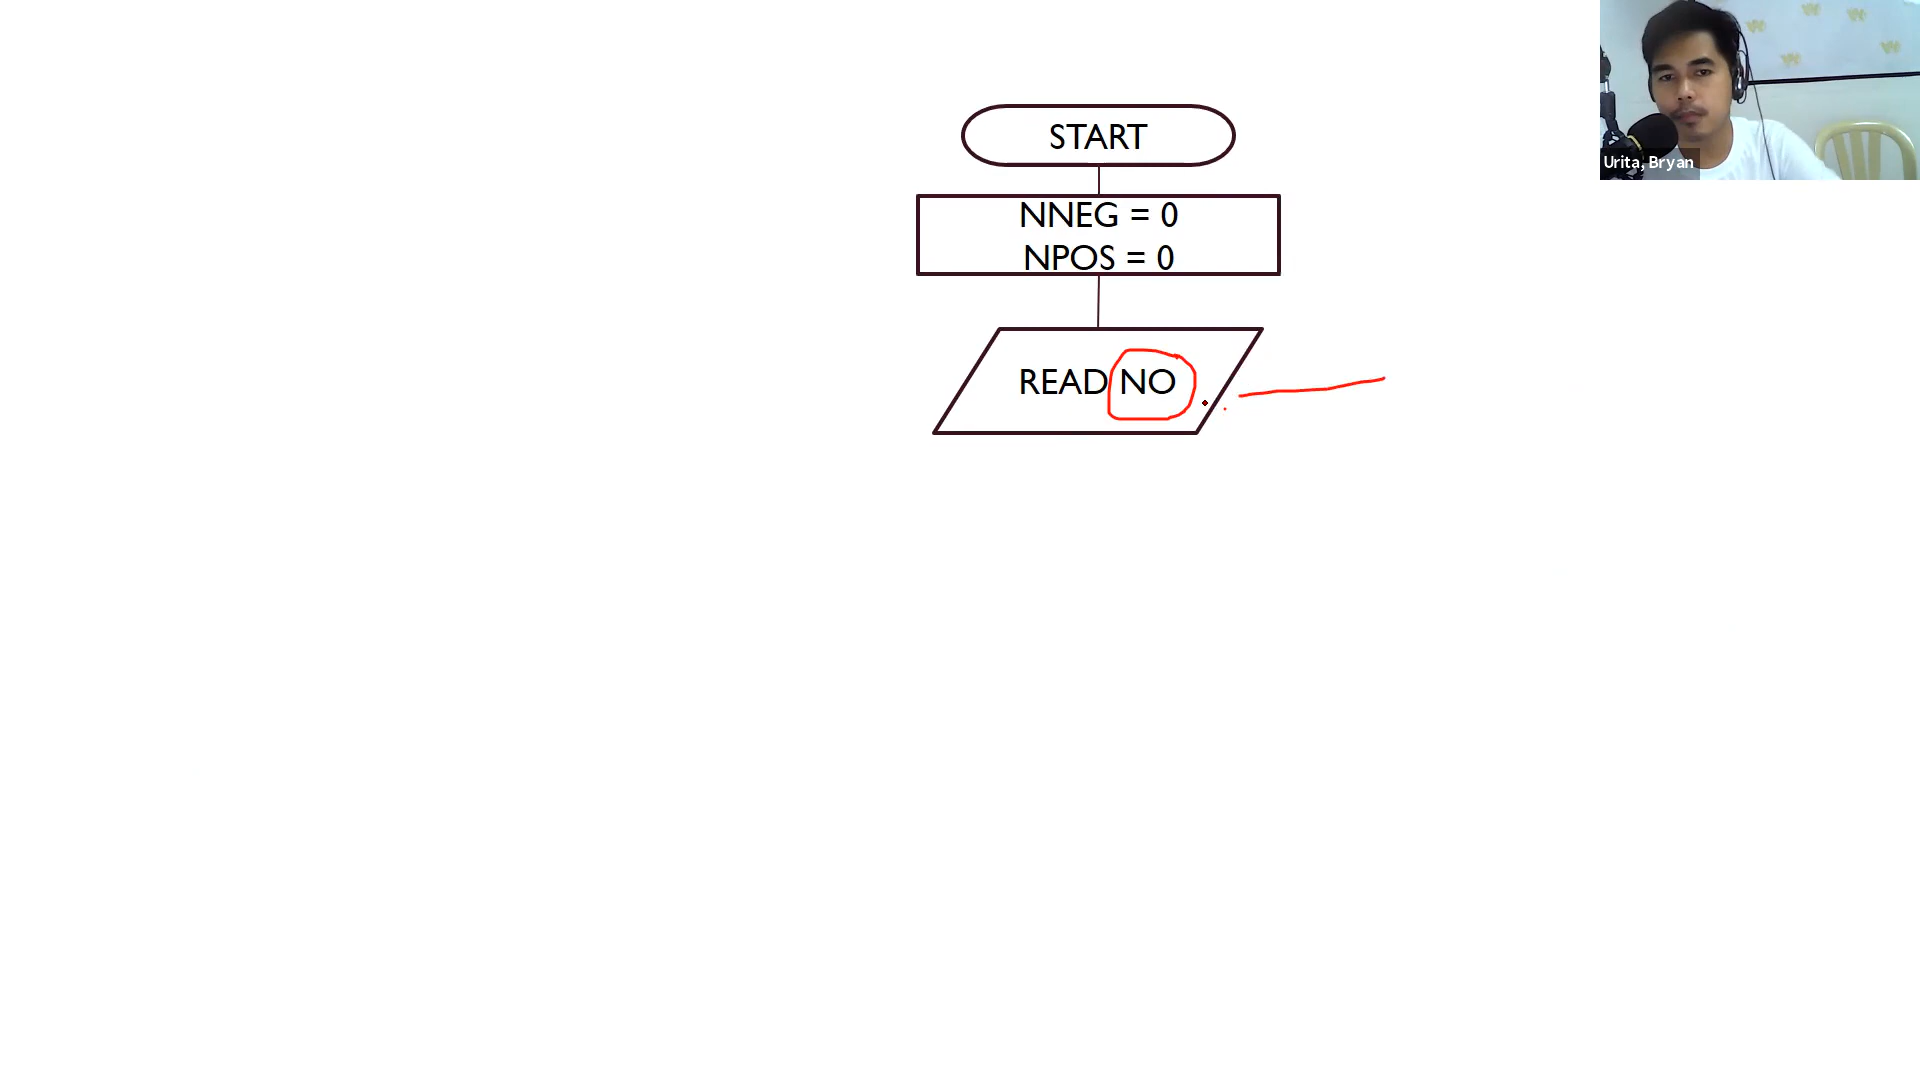 START
NNEG = 0
NPOS = 0
READ NO
Urita, Bryan